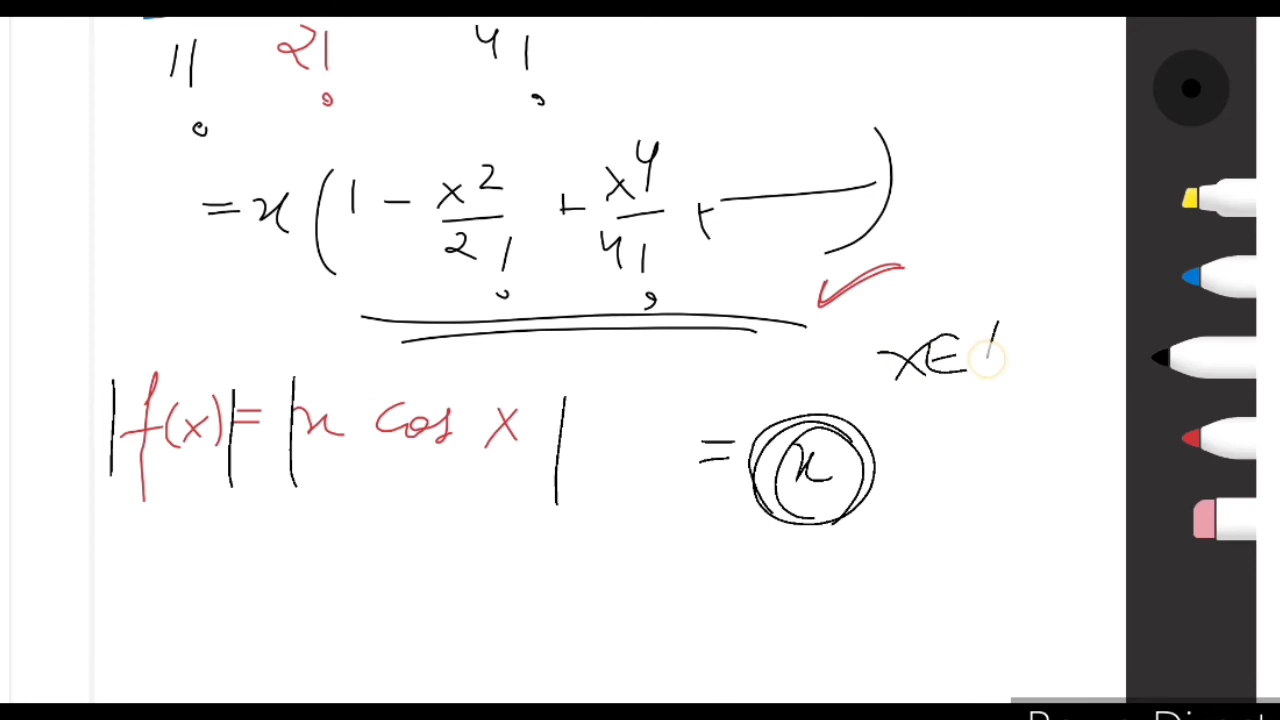 1! 2! 4!
= x (1 - x²/2! + x⁴/4! + ——)
x ∈
|f(x)| = |x cos x| = x